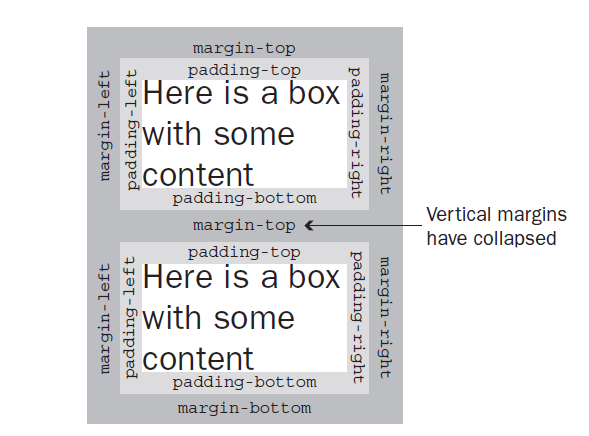 margin-top
padding-top
margin-left
padding-left
Here is a box
with some
content
padding-right
margin-right
padding-bottom
margin-top
Vertical margins
have collapsed
padding-top
margin-left
padding-left
Here is a box
with some
content
padding-right
margin-right
padding-bottom
margin-bottom